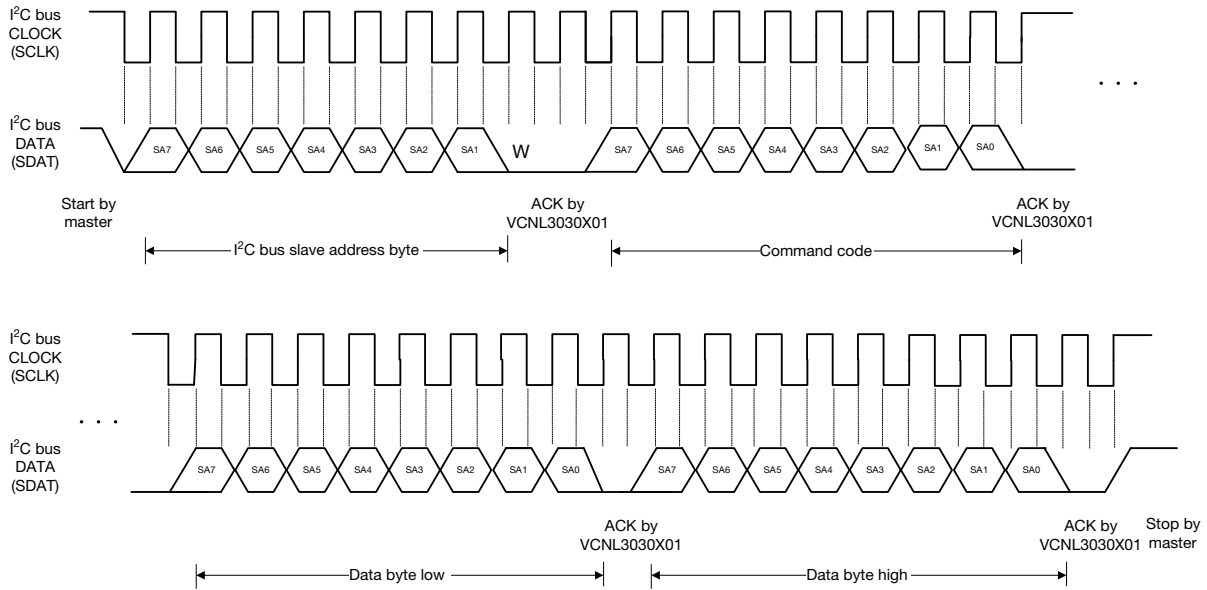 I²C bus
CLOCK
(SCLK)
. . .
I²C bus
DATA
(SDAT)
SA7 SA6 SA5 SA4 SA3 SA2 SA1 W SA7 SA6 SA5 SA4 SA3 SA2 SA1 SA0
Start by
master
ACK by
VCNL3030X01
ACK by
VCNL3030X01
I²C bus slave address byte
Command code
I²C bus
CLOCK
(SCLK)
. . .
I²C bus
DATA
(SDAT)
SA7 SA6 SA5 SA4 SA3 SA2 SA1 SA0 SA7 SA6 SA5 SA4 SA3 SA2 SA1 SA0
ACK by
VCNL3030X01
ACK by
VCNL3030X01
Stop by
master
Data byte low
Data byte high